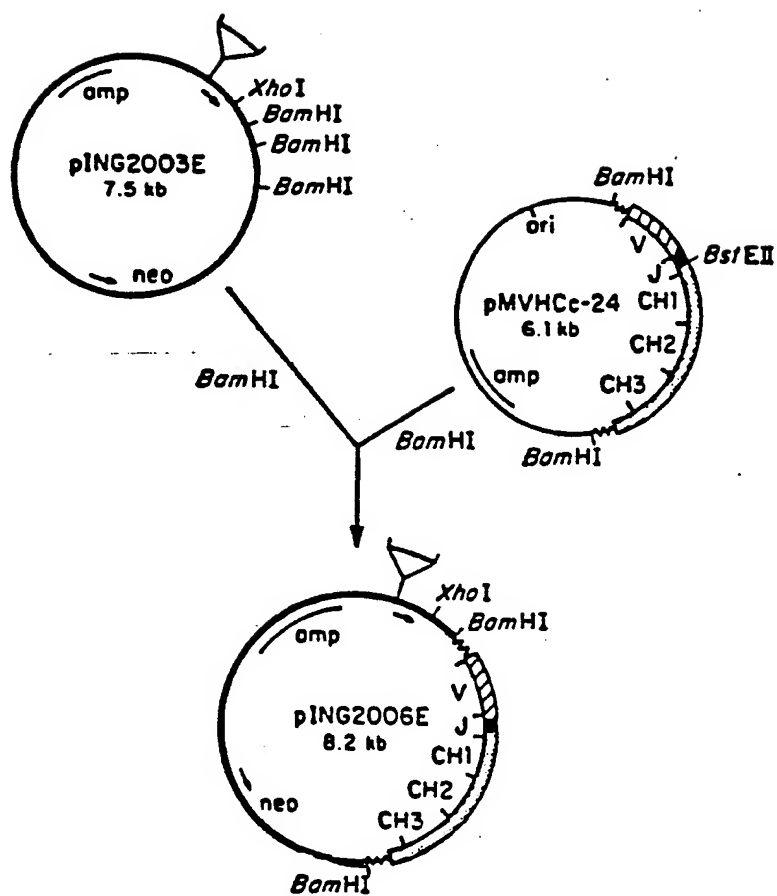 amp
XhoI
BamHI
BamHI
BamHI
pING2003E
7.5 kb
neo
BamHI
ori
V
J
BstEII
pMVHCc-24
6.1 kb
CH1
CH2
CH3
amp
BamHI
BamHI
BamHI
XhoI
BamHI
amp
V
J
pING2006E
8.2 kb
CH1
CH2
CH3
neo
BamHI